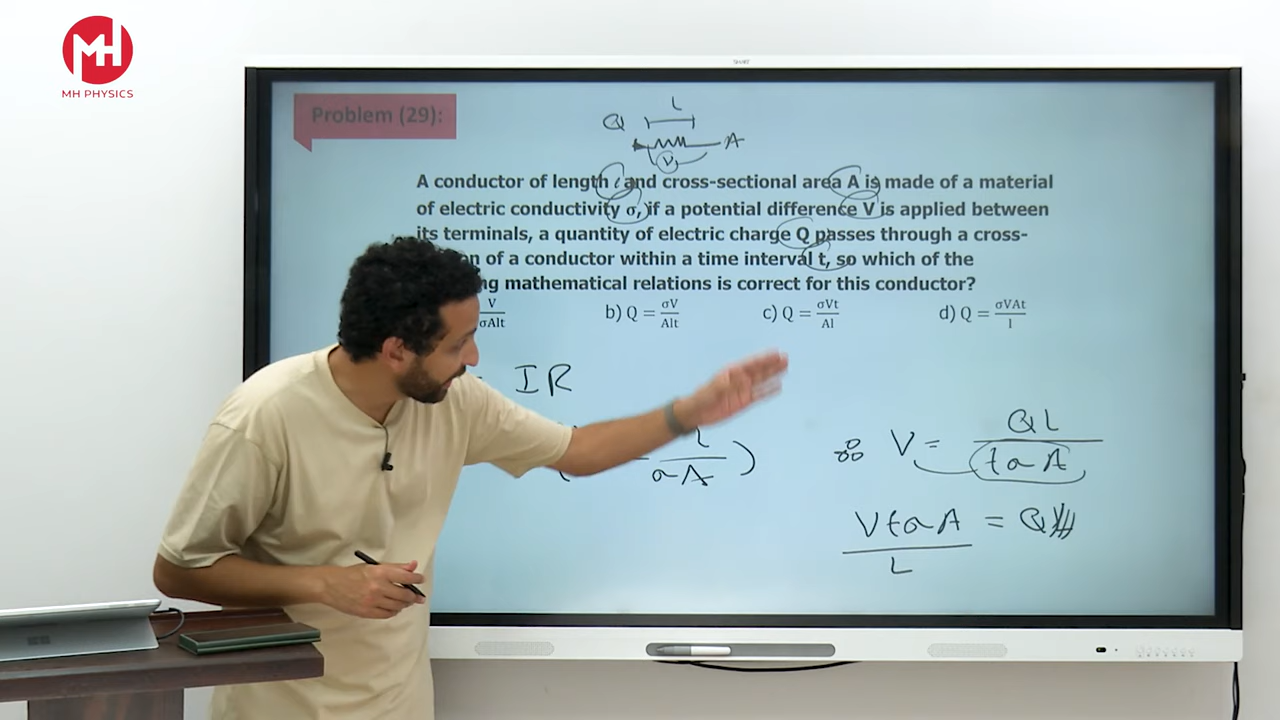 MH
MH PHYSICS
SMART
Problem (29):
L
Q
A
V
A conductor of length ℓ and cross-sectional area A is made of a material
of electric conductivity σ, if a potential difference V is applied between
its terminals, a quantity of electric charge Q passes through a cross-
of a conductor within a time interval t, so which of the
mathematical relations is correct for this conductor?
V/σAlt b) Q = σV/Alt c) Q = σVt/Al d) Q = σVAt/l
IR
L/σA )
∴ V = QL/tσA
VtσA/L = Q